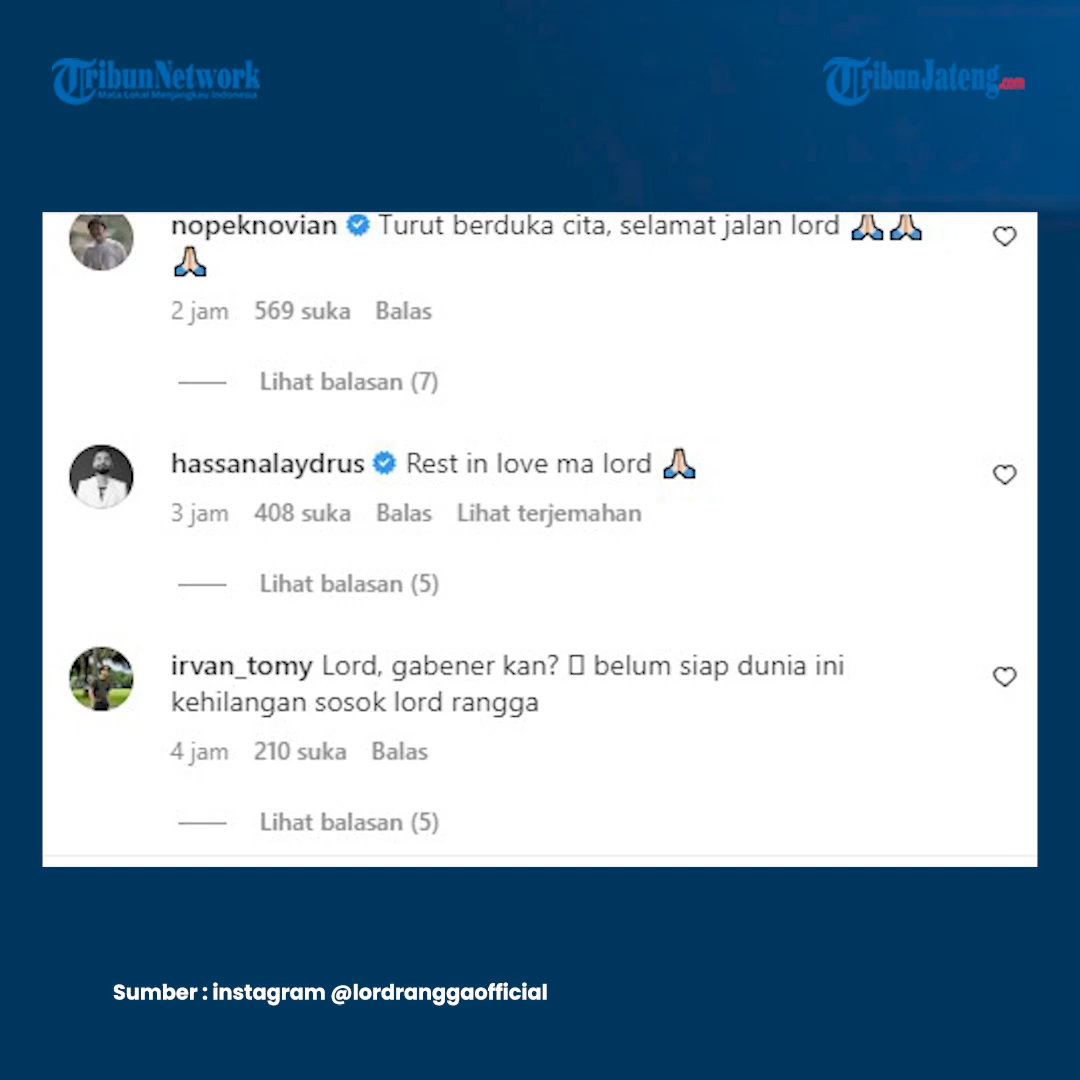 TribunNetwork
Mata Lokal Menjangkau Indonesia
TribunJateng.com
nopeknovian Turut berduka cita, selamat jalan lord 🙏🏻🙏🏻
🙏🏻
2 jam 569 suka Balas
Lihat balasan (7)
hassanalaydrus Rest in love ma lord 🙏🏻
3 jam 408 suka Balas Lihat terjemahan
Lihat balasan (5)
irvan_tomy Lord, gabener kan? belum siap dunia ini
kehilangan sosok lord rangga
4 jam 210 suka Balas
Lihat balasan (5)
Sumber : instagram @lordranggaofficial